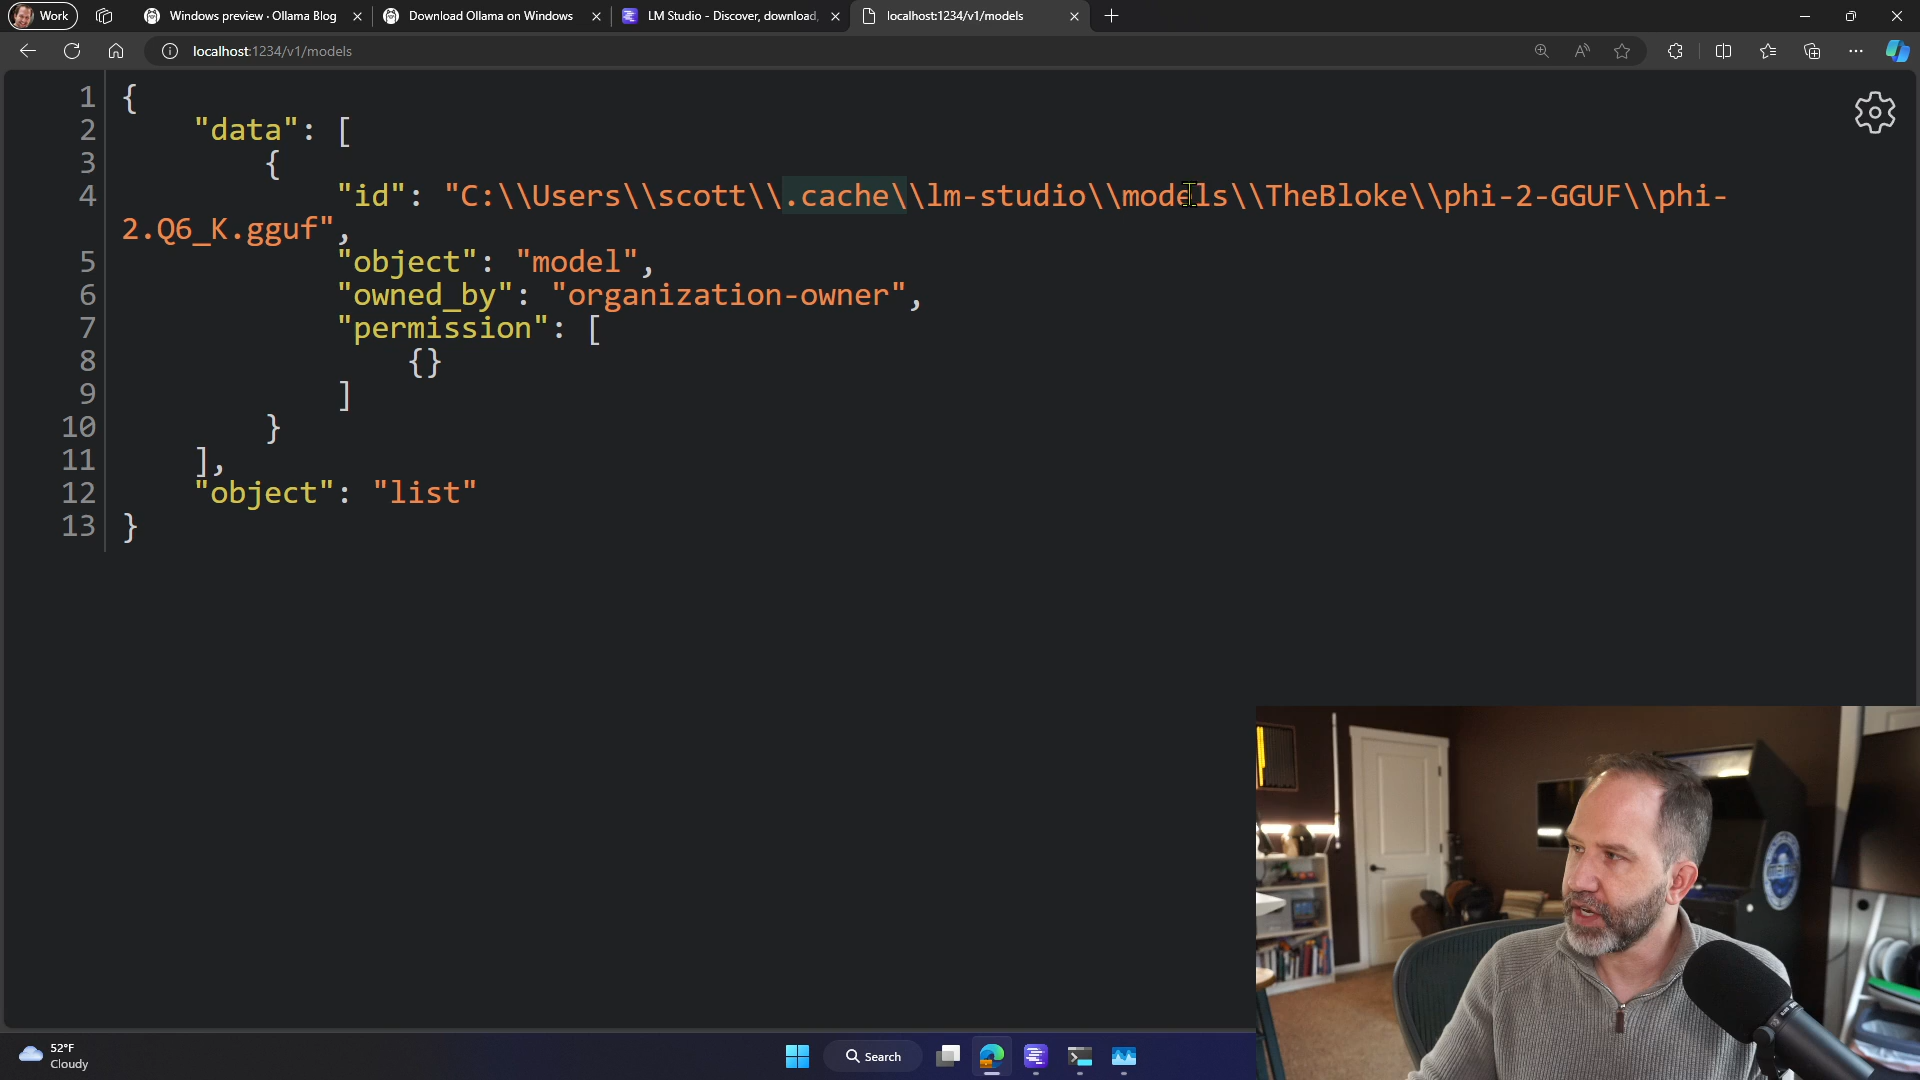 Work
Windows preview · Ollama Blog
Download Ollama on Windows
LM Studio - Discover, download,
localhost:1234/v1/models
localhost:1234/v1/models
1 {
2 "data": [
3 {
4 "id": "C:\\Users\\scott\\.cache\\lm-studio\\models\\TheBloke\\phi-2-GGUF\\phi-
2.Q6_K.gguf",
5 "object": "model",
6 "owned_by": "organization-owner",
7 "permission": [
8 {}
9 ]
10 }
11 ],
12 "object": "list"
13 }
52°F
Cloudy
Search